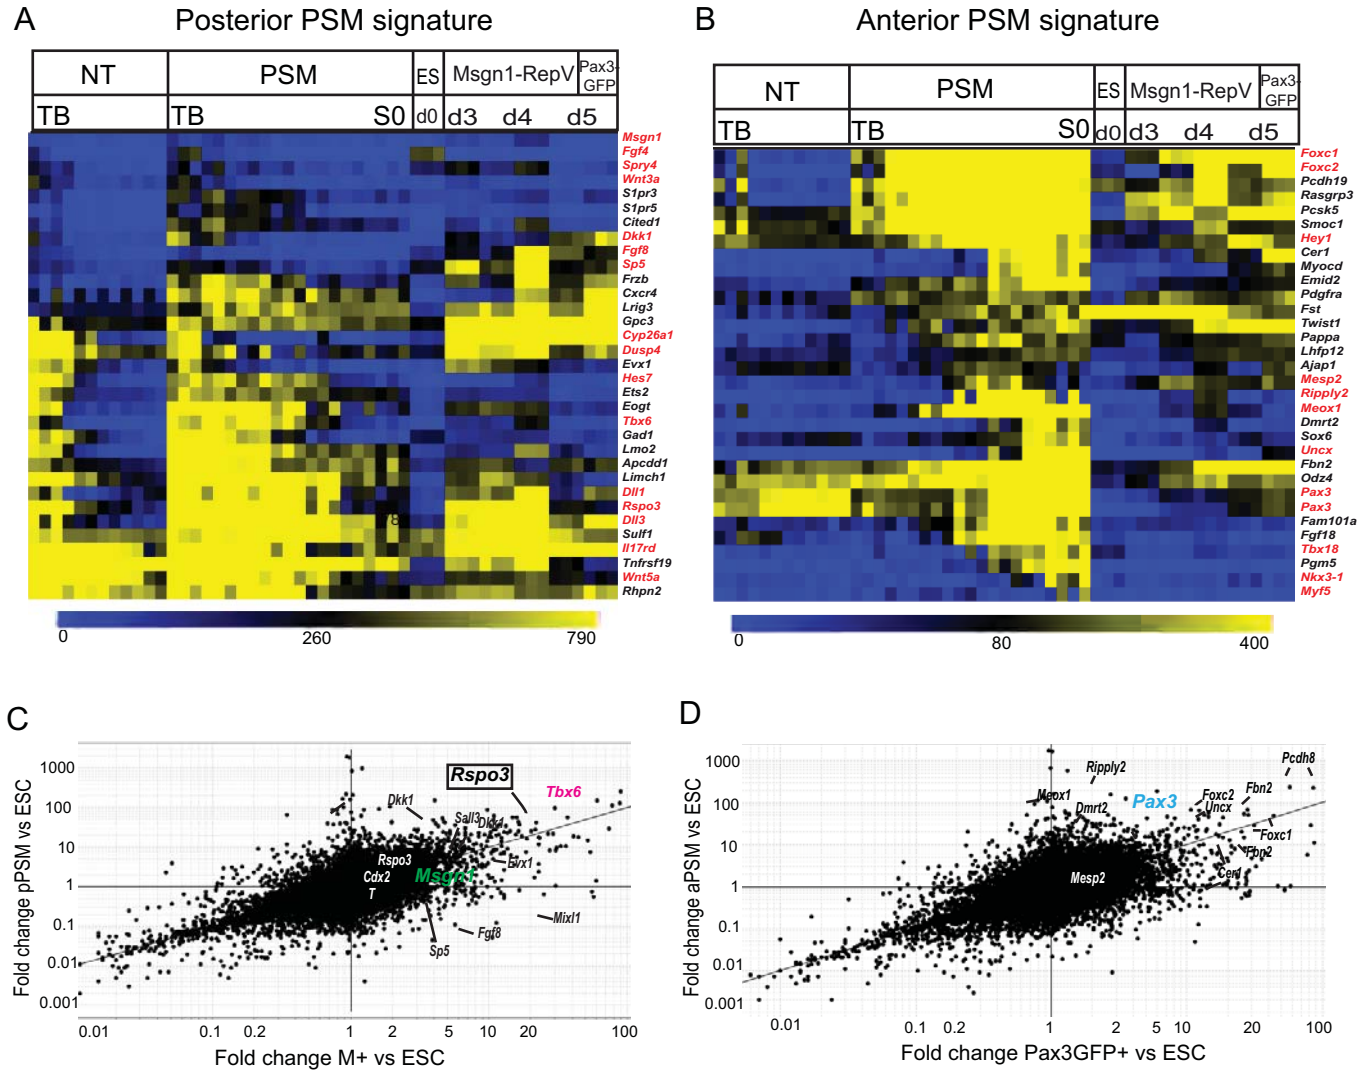 A
Posterior PSM signature
NT
PSM
ES
Msgn1-RepV
Pax3-
GFP
TB
TB
S0
d0
d3
d4
d5
Msgn1
Fgf4
Spry4
Wnt3a
S1pr3
S1pr5
Cited1
Dkk1
Fgf8
Sp5
Frzb
Cxcr4
Lrig3
Gpc3
Cyp26a1
Dusp4
Evx1
Hes7
Ets2
Eogt
Tbx6
Gad1
Lmo2
Apcdd1
Limch1
Dll1
Rspo3
Dll3
Sulf1
Il17rd
Tnfrsf19
Wnt5a
Rhpn2
0
260
790
B
Anterior PSM signature
NT
PSM
ES
Msgn1-RepV
Pax3-
GFP
TB
TB
S0
d0
d3
d4
d5
Foxc1
Foxc2
Pcdh19
Rasgrp3
Pcsk5
Smoc1
Hey1
Cer1
Myocd
Emid2
Pdgfra
Fst
Twist1
Pappa
Lhfp12
Ajap1
Mesp2
Ripply2
Meox1
Dmrt2
Sox6
Uncx
Fbn2
Odz4
Pax3
Pax3
Fam101a
Fgf18
Tbx18
Pgm5
Nkx3-1
Myf5
0
80
400
C
Fold change pPSM vs ESC
1000
100
10
1
0.1
0.01
0.001
Rspo3
Tbx6
Dkk1
Sall3
Dkk1
Rspo3
Evx1
Cdx2
Msgn1
T
Mixl1
Fgf8
Sp5
0.01
0.1
0.2
1
2
5
10
20
100
Fold change M+ vs ESC
D
Fold change aPSM vs ESC
1000
100
10
1
0.1
0.01
0.001
Pcdh8
Ripply2
Meox1
Dmrt2
Pax3
Foxc2
Fbn2
Uncx
Foxc1
Fbn2
Cer1
Mesp2
0.01
0.1
0.2
1
2
5
10
20
100
Fold change Pax3GFP+ vs ESC